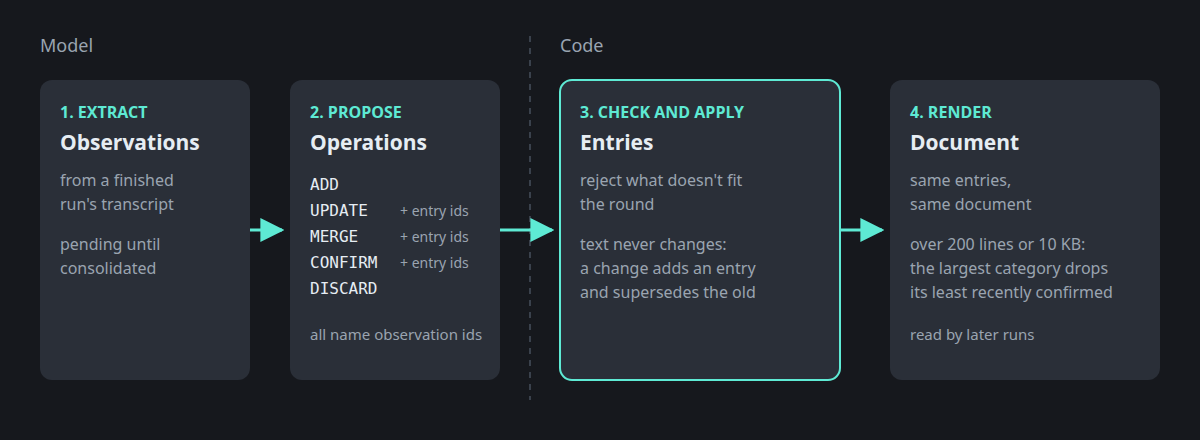 Model
Code
1. EXTRACT
Observations
from a finished
run's transcript
pending until
consolidated
2. PROPOSE
Operations
ADD
UPDATE + entry ids
MERGE + entry ids
CONFIRM + entry ids
DISCARD
all name observation ids
3. CHECK AND APPLY
Entries
reject what doesn't fit
the round
text never changes:
a change adds an entry
and supersedes the old
4. RENDER
Document
same entries,
same document
over 200 lines or 10 KB:
the largest category drops
its least recently confirmed
read by later runs